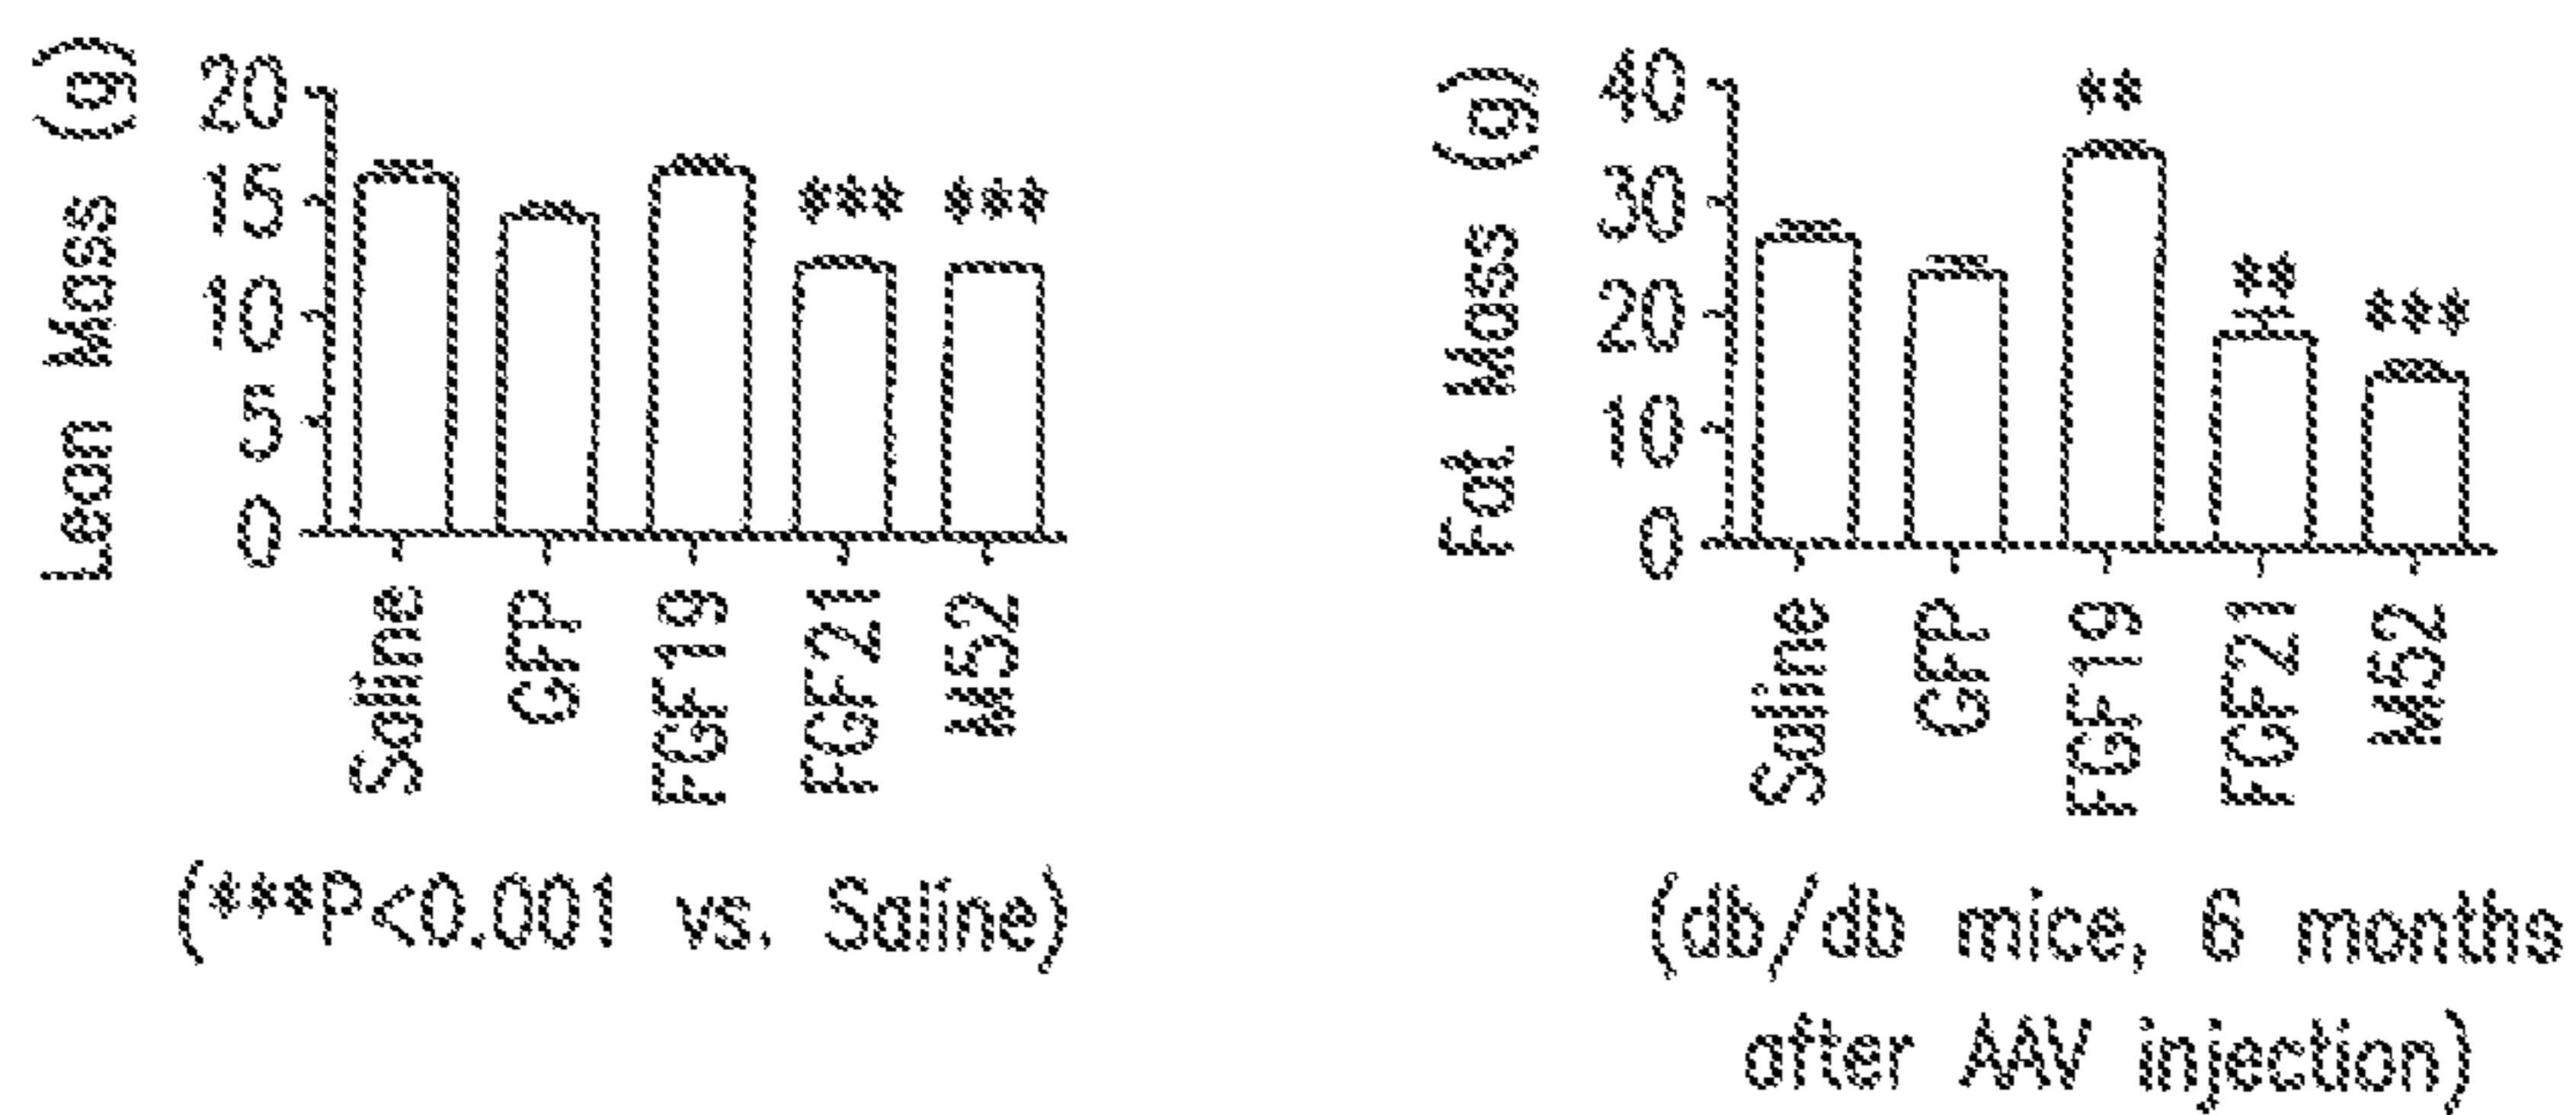 Lean Mass (g)
20
15
10
5
0
*** ***
Saline
GFP
FGF19
FGF21
M52
(***P<0.001 vs. Saline)
Fat Mass (g)
40
30
20
10
0
**
**
***
Saline
GFP
FGF19
FGF21
M52
(db/db mice, 6 months
after AAV injection)